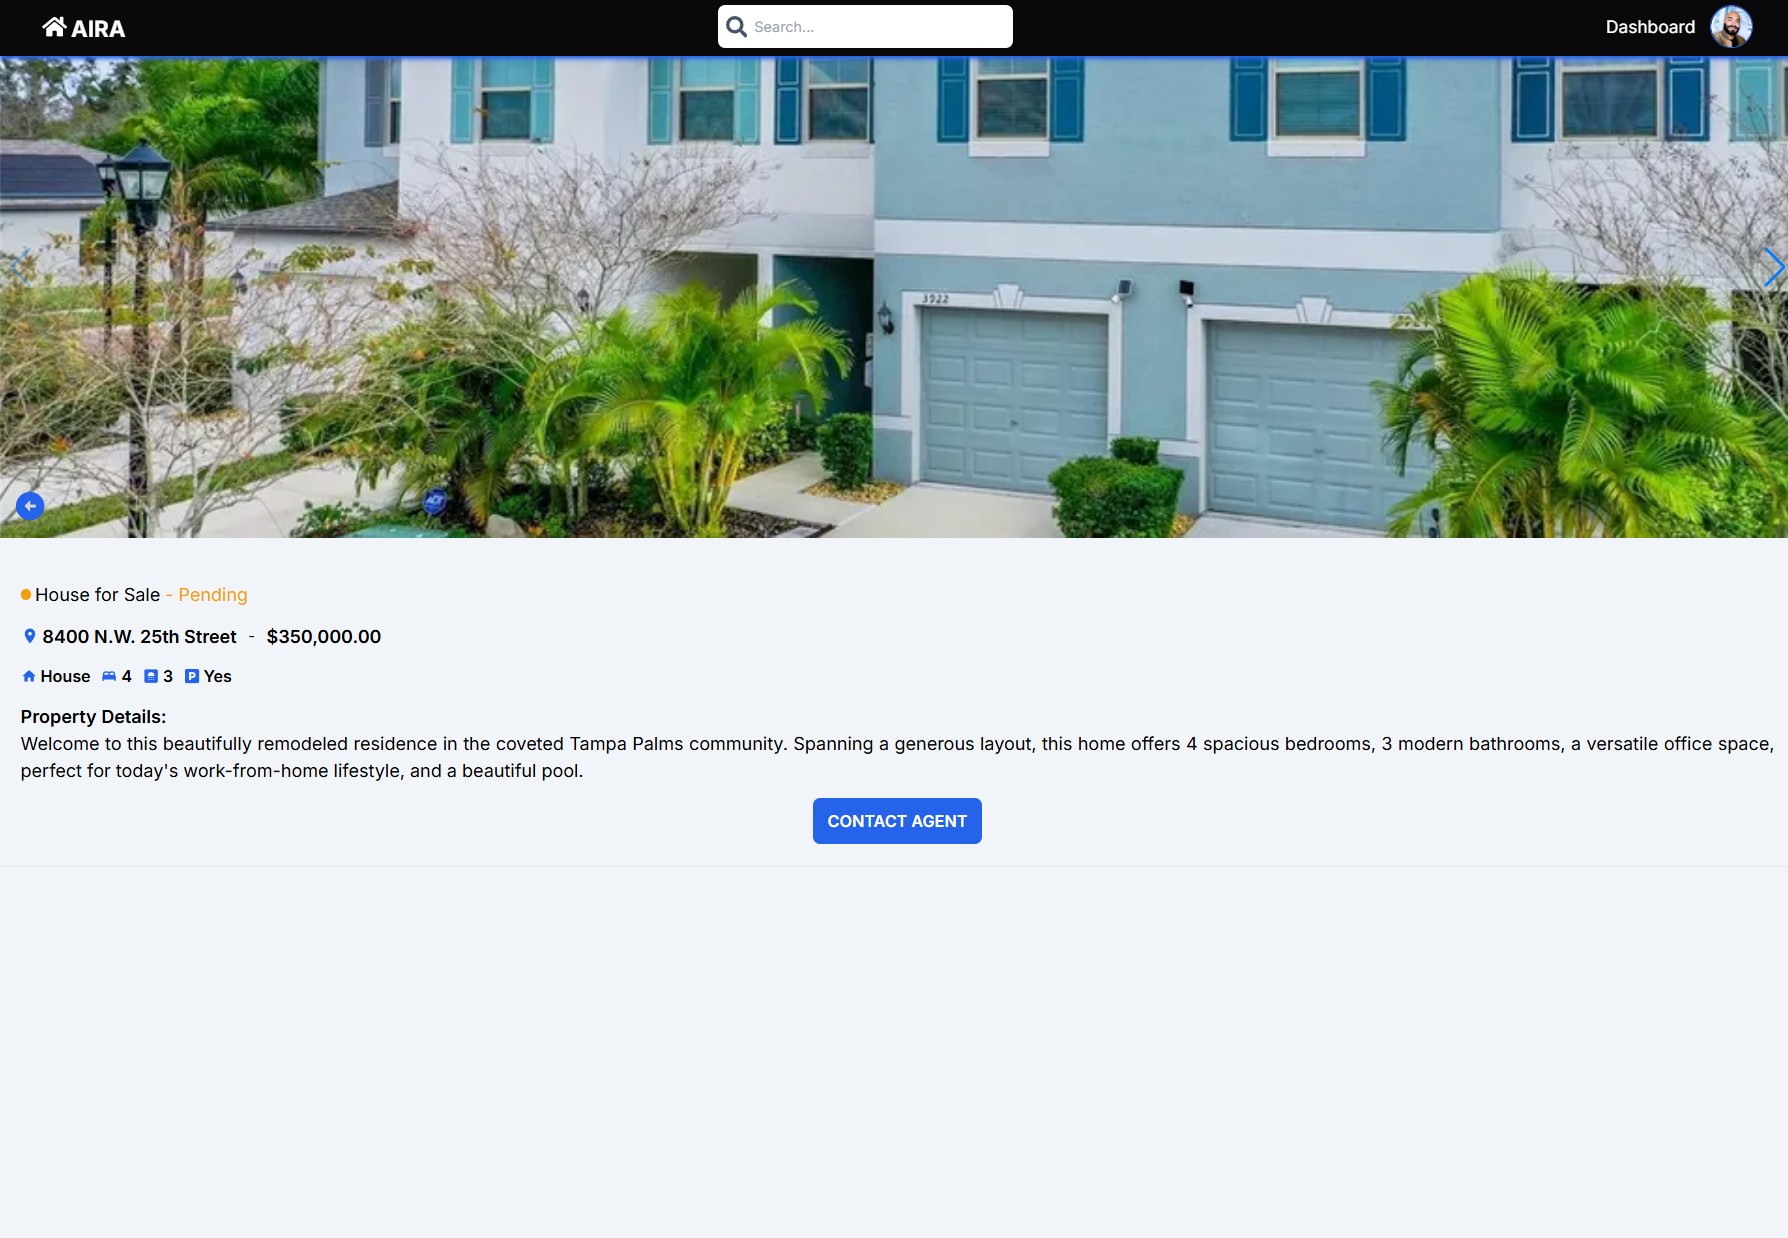 AIRA
Search...
Dashboard
3922
ADT
House for Sale - Pending
8400 N.W. 25th Street - $350,000.00
House 4 3 P Yes
Property Details:
Welcome to this beautifully remodeled residence in the coveted Tampa Palms community. Spanning a generous layout, this home offers 4 spacious bedrooms, 3 modern bathrooms, a versatile office space,
perfect for today's work-from-home lifestyle, and a beautiful pool.
CONTACT AGENT